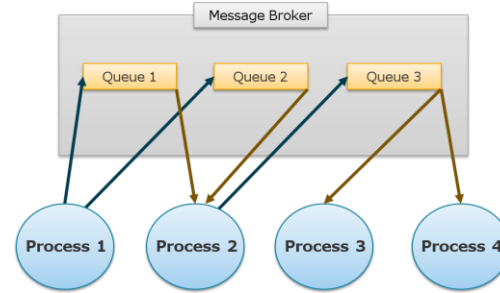 Message Broker
Queue 1
Queue 2
Queue 3
Process 1
Process 2
Process 3
Process 4